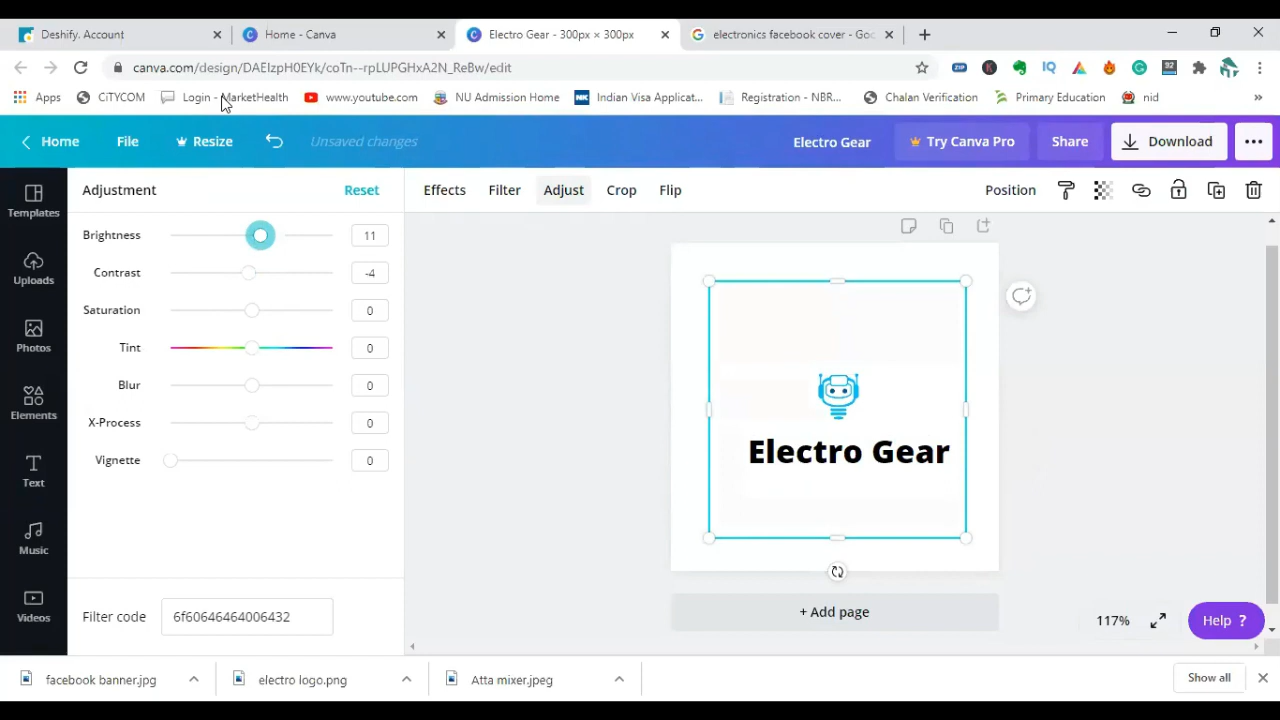 Deshify. Account
Home - Canva
Electro Gear - 300px × 300px
electronics facebook cover - Goo
canva.com/design/DAEIzpH0EYk/coTn--rpLUPGHxA2N_ReBw/edit
ZIP
K
IQ
92
Apps
CiTYCOM
Login - MarketHealth
www.youtube.com
NU Admission Home
NK
Indian Visa Applicat...
Registration - NBR...
Chalan Verification
Primary Education
nid
»
Home
File
Resize
Unsaved changes
Electro Gear
Try Canva Pro
Share
Download
Adjustment
Reset
Effects
Filter
Adjust
Crop
Flip
Position
Templates
Uploads
Photos
Elements
Text
Music
Videos
Brightness 11
Contrast -4
Saturation 0
Tint 0
Blur 0
X-Process 0
Vignette 0
Filter code 6f60646464006432
Electro Gear
+ Add page
117%
Help ?
facebook banner.jpg
electro logo.png
Atta mixer.jpeg
Show all